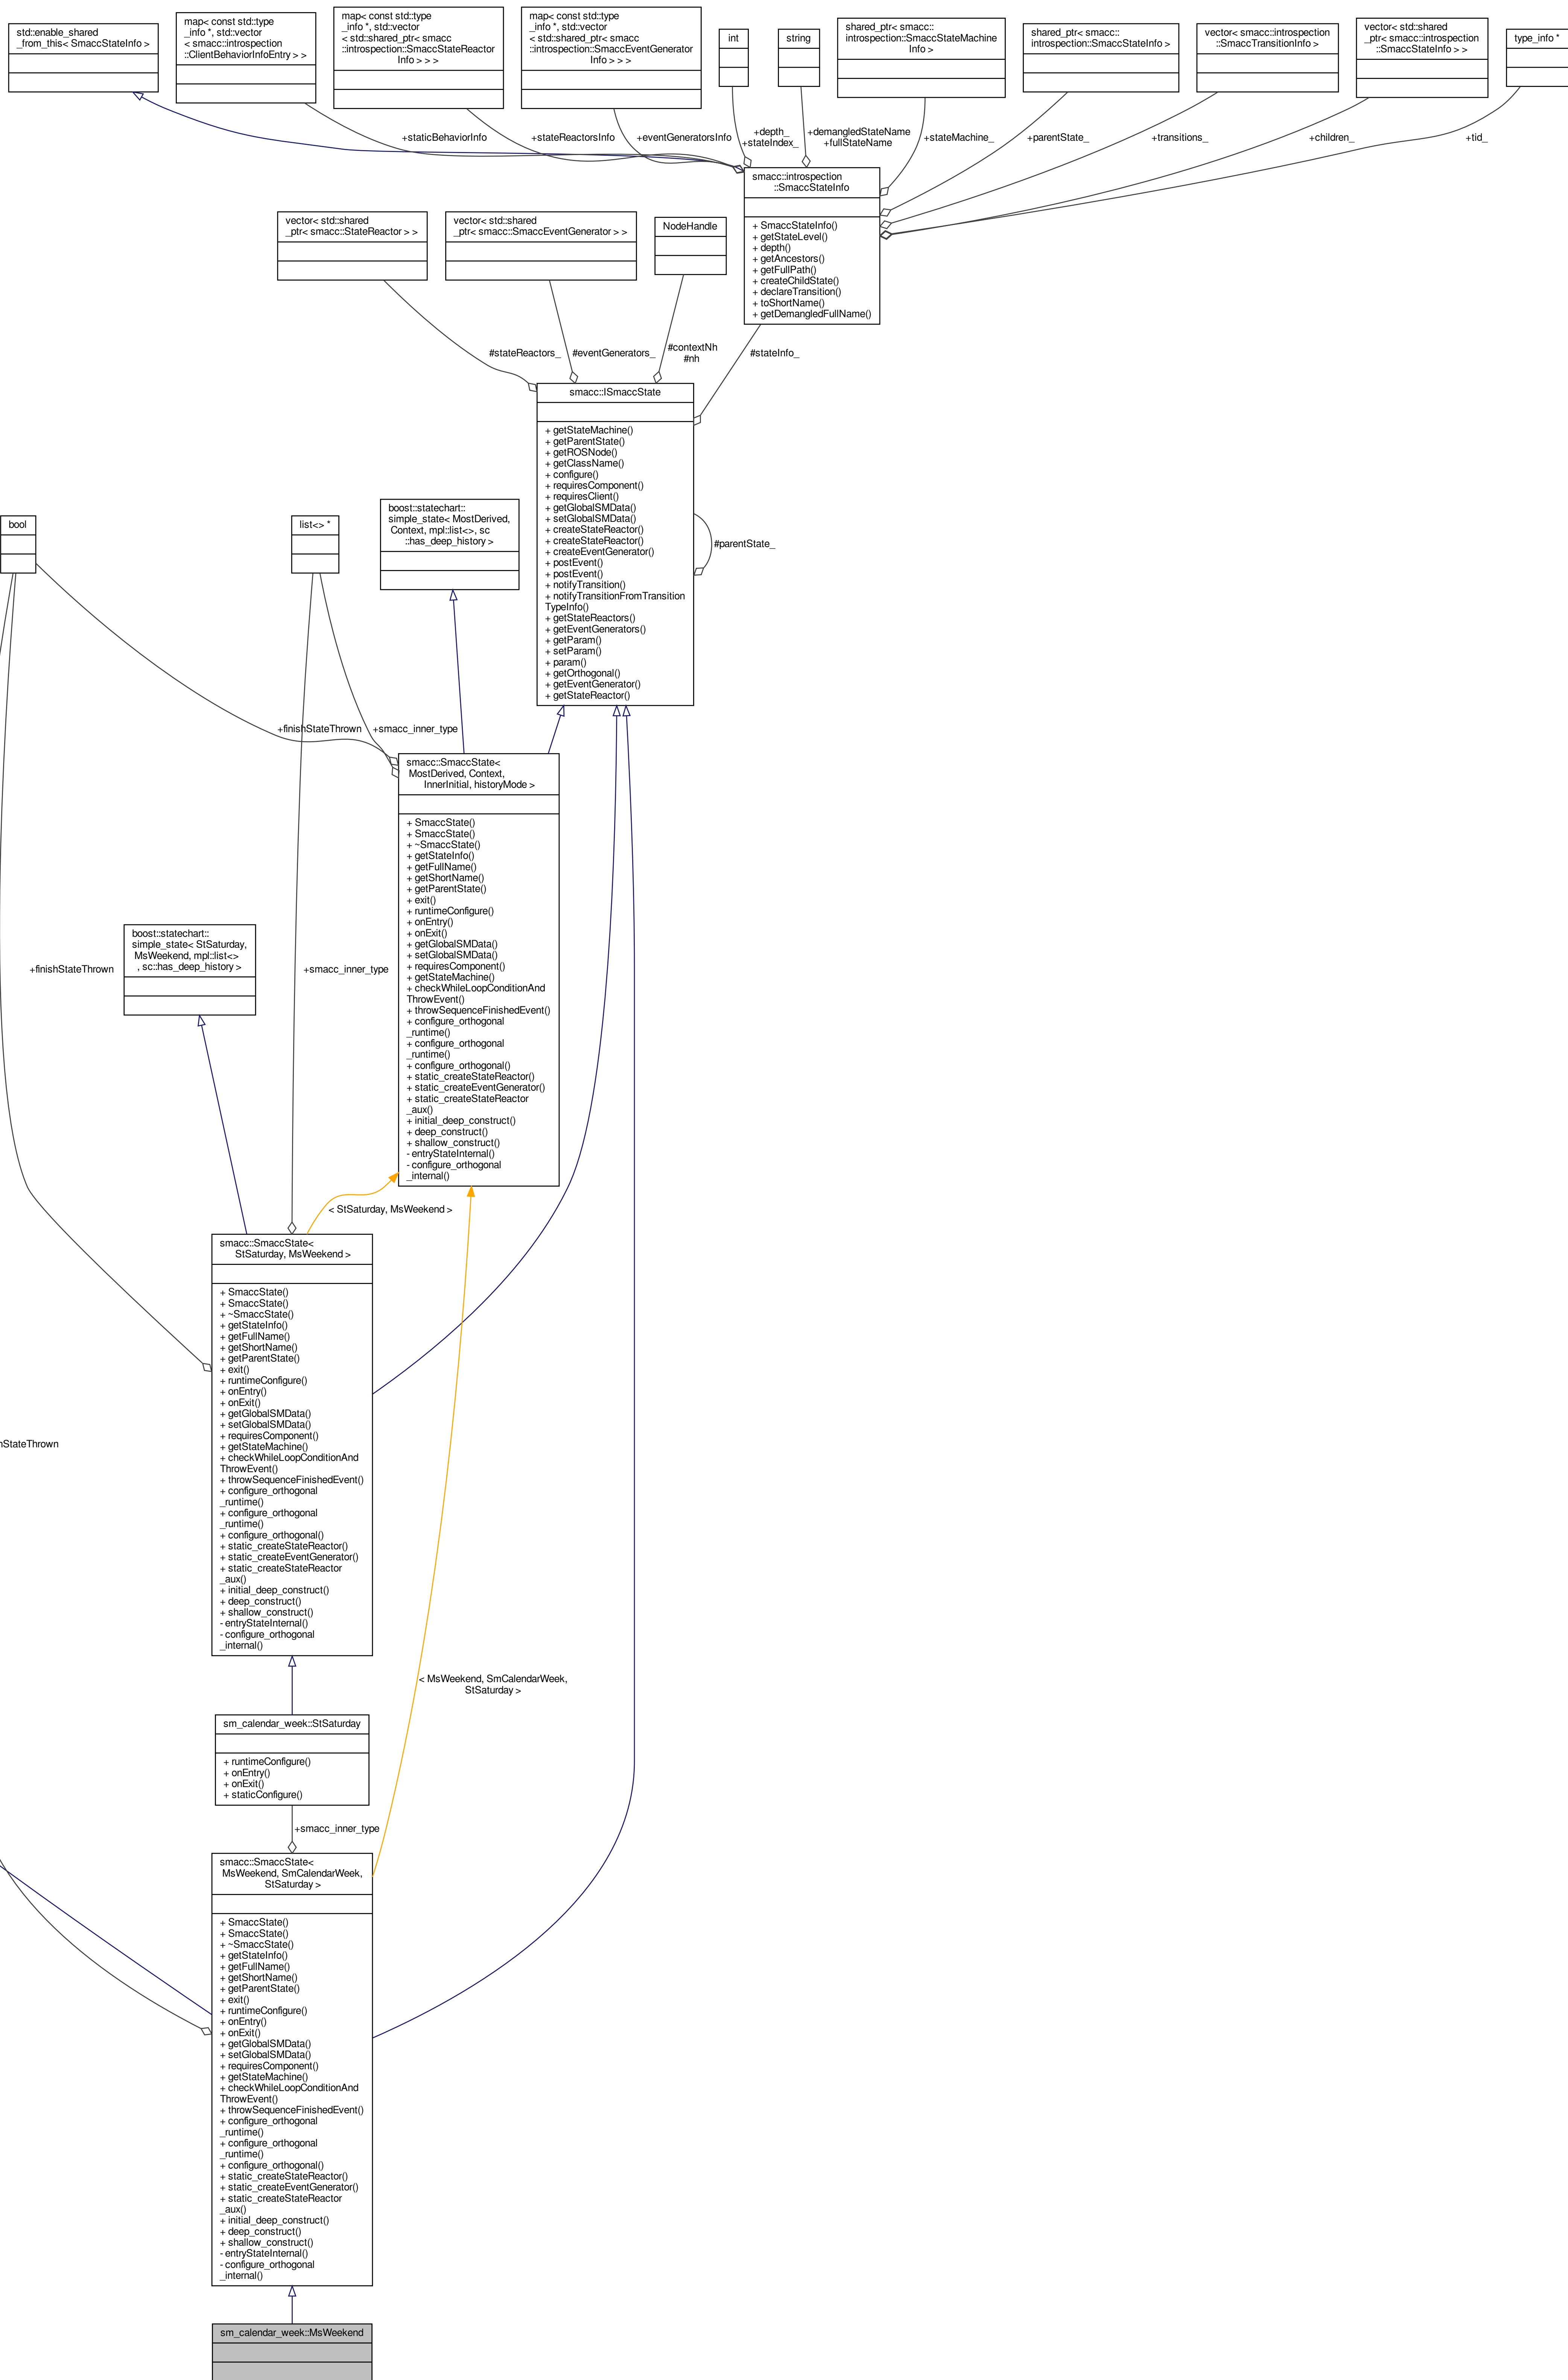 std::enable_shared
_from_this< SmaccStateInfo >
map< const std::type
_info *, std::vector
< smacc::introspection
::ClientBehaviorInfoEntry > >
map< const std::type
_info *, std::vector
< std::shared_ptr< smacc
::introspection::SmaccStateReactor
Info > > >
map< const std::type
_info *, std::vector
< std::shared_ptr< smacc
::introspection::SmaccEventGenerator
Info > > >
int
string
shared_ptr< smacc::
introspection::SmaccStateMachine
Info >
shared_ptr< smacc::
introspection::SmaccStateInfo >
vector< smacc::introspection
::SmaccTransitionInfo >
vector< std::shared
_ptr< smacc::introspection
::SmaccStateInfo > >
type_info *
+staticBehaviorInfo
+stateReactorsInfo
+eventGeneratorsInfo
+depth_
+stateIndex_
+demangledStateName
+fullStateName
+stateMachine_
+parentState_
+transitions_
+children_
+tid_
smacc::introspection
::SmaccStateInfo
+ SmaccStateInfo()
+ getStateLevel()
+ depth()
+ getAncestors()
+ getFullPath()
+ createChildState()
+ declareTransition()
+ toShortName()
+ getDemangledFullName()
vector< std::shared
_ptr< smacc::StateReactor > >
vector< std::shared
_ptr< smacc::SmaccEventGenerator > >
NodeHandle
#stateReactors_
#eventGenerators_
#contextNh
#nh
#stateInfo_
smacc::ISmaccState
+ getStateMachine()
+ getParentState()
+ getROSNode()
+ getClassName()
+ configure()
+ requiresComponent()
+ requiresClient()
+ getGlobalSMData()
+ setGlobalSMData()
+ createStateReactor()
+ createStateReactor()
+ createEventGenerator()
+ postEvent()
+ postEvent()
+ notifyTransition()
+ notifyTransitionFromTransition
TypeInfo()
+ getStateReactors()
+ getEventGenerators()
+ getParam()
+ setParam()
+ param()
+ getOrthogonal()
+ getEventGenerator()
+ getStateReactor()
#parentState_
bool
list<> *
boost::statechart::
simple_state< MostDerived,
Context, mpl::list<>, sc
::has_deep_history >
+finishStateThrown
+smacc_inner_type
smacc::SmaccState<
MostDerived, Context,
InnerInitial, historyMode >
+ SmaccState()
+ SmaccState()
+ ~SmaccState()
+ getStateInfo()
+ getFullName()
+ getShortName()
+ getParentState()
+ exit()
+ runtimeConfigure()
+ onEntry()
+ onExit()
+ getGlobalSMData()
+ setGlobalSMData()
+ requiresComponent()
+ getStateMachine()
+ checkWhileLoopConditionAnd
ThrowEvent()
+ throwSequenceFinishedEvent()
+ configure_orthogonal
_runtime()
+ configure_orthogonal
_runtime()
+ configure_orthogonal()
+ static_createStateReactor()
+ static_createEventGenerator()
+ static_createStateReactor
_aux()
+ initial_deep_construct()
+ deep_construct()
+ shallow_construct()
- entryStateInternal()
- configure_orthogonal
_internal()
boost::statechart::
simple_state< StSaturday,
MsWeekend, mpl::list<>
, sc::has_deep_history >
+finishStateThrown
+smacc_inner_type
< StSaturday, MsWeekend >
smacc::SmaccState<
StSaturday, MsWeekend >
+ SmaccState()
+ SmaccState()
+ ~SmaccState()
+ getStateInfo()
+ getFullName()
+ getShortName()
+ getParentState()
+ exit()
+ runtimeConfigure()
+ onEntry()
+ onExit()
+ getGlobalSMData()
+ setGlobalSMData()
+ requiresComponent()
+ getStateMachine()
+ checkWhileLoopConditionAnd
ThrowEvent()
+ throwSequenceFinishedEvent()
+ configure_orthogonal
_runtime()
+ configure_orthogonal
_runtime()
+ configure_orthogonal()
+ static_createStateReactor()
+ static_createEventGenerator()
+ static_createStateReactor
_aux()
+ initial_deep_construct()
+ deep_construct()
+ shallow_construct()
- entryStateInternal()
- configure_orthogonal
_internal()
hStateThrown
< MsWeekend, SmCalendarWeek,
StSaturday >
sm_calendar_week::StSaturday
+ runtimeConfigure()
+ onEntry()
+ onExit()
+ staticConfigure()
+smacc_inner_type
smacc::SmaccState<
MsWeekend, SmCalendarWeek,
StSaturday >
+ SmaccState()
+ SmaccState()
+ ~SmaccState()
+ getStateInfo()
+ getFullName()
+ getShortName()
+ getParentState()
+ exit()
+ runtimeConfigure()
+ onEntry()
+ onExit()
+ getGlobalSMData()
+ setGlobalSMData()
+ requiresComponent()
+ getStateMachine()
+ checkWhileLoopConditionAnd
ThrowEvent()
+ throwSequenceFinishedEvent()
+ configure_orthogonal
_runtime()
+ configure_orthogonal
_runtime()
+ configure_orthogonal()
+ static_createStateReactor()
+ static_createEventGenerator()
+ static_createStateReactor
_aux()
+ initial_deep_construct()
+ deep_construct()
+ shallow_construct()
- entryStateInternal()
- configure_orthogonal
_internal()
sm_calendar_week::MsWeekend